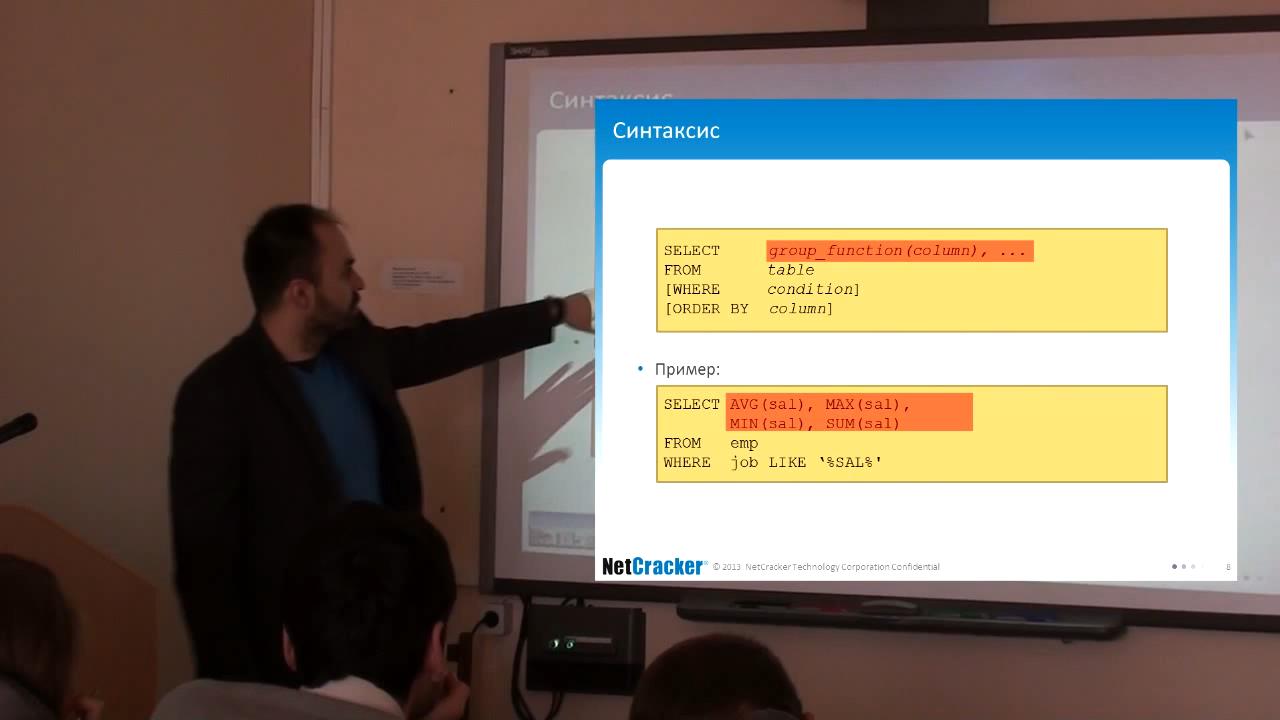 Синтаксис
Синтаксис
SELECT group_function(column), ...
FROM table
[WHERE condition]
[ORDER BY column]
• Пример:
SELECT AVG(sal), MAX(sal),
MIN(sal), SUM(sal)
FROM emp
WHERE job LIKE ‘%SAL%'
NetCracker® © 2013 NetCracker Technology Corporation Confidential 8